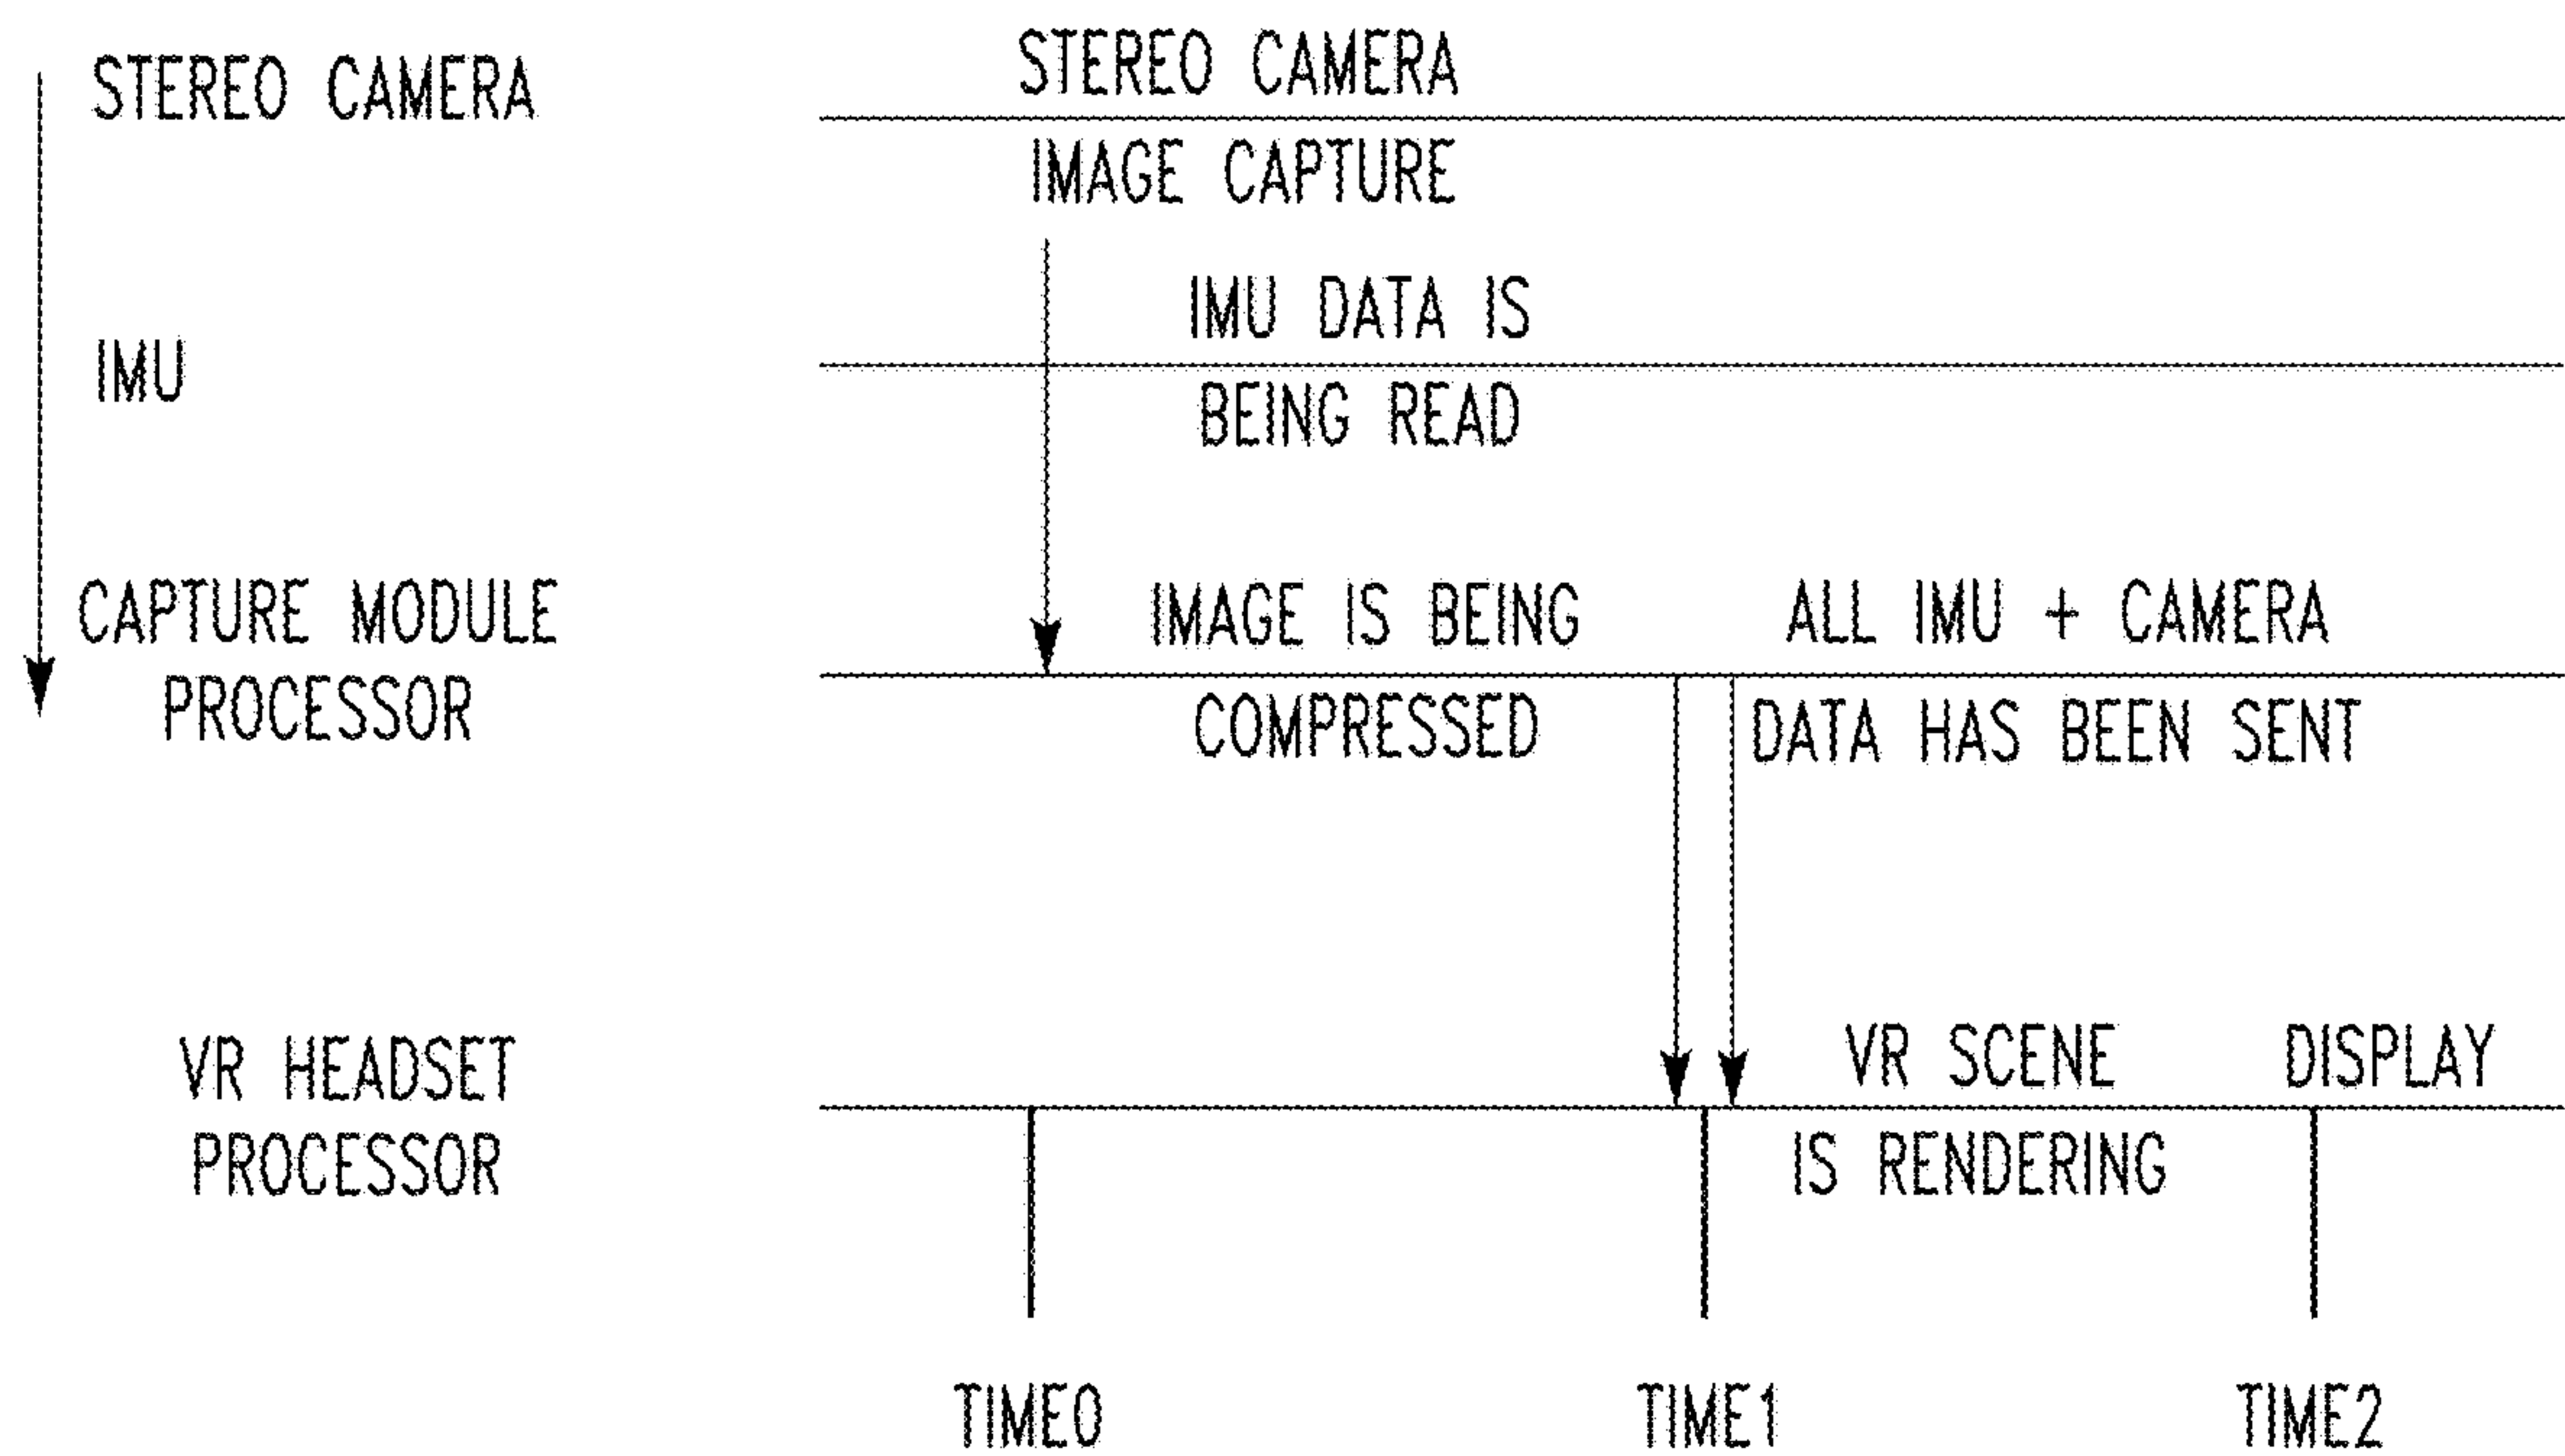 STEREO CAMERA
STEREO CAMERA
IMAGE CAPTURE
IMU
IMU DATA IS
BEING READ
CAPTURE MODULE
PROCESSOR
IMAGE IS BEING
COMPRESSED
ALL IMU + CAMERA
DATA HAS BEEN SENT
VR HEADSET
PROCESSOR
VR SCENE
IS RENDERING
DISPLAY
TIME0
TIME1
TIME2